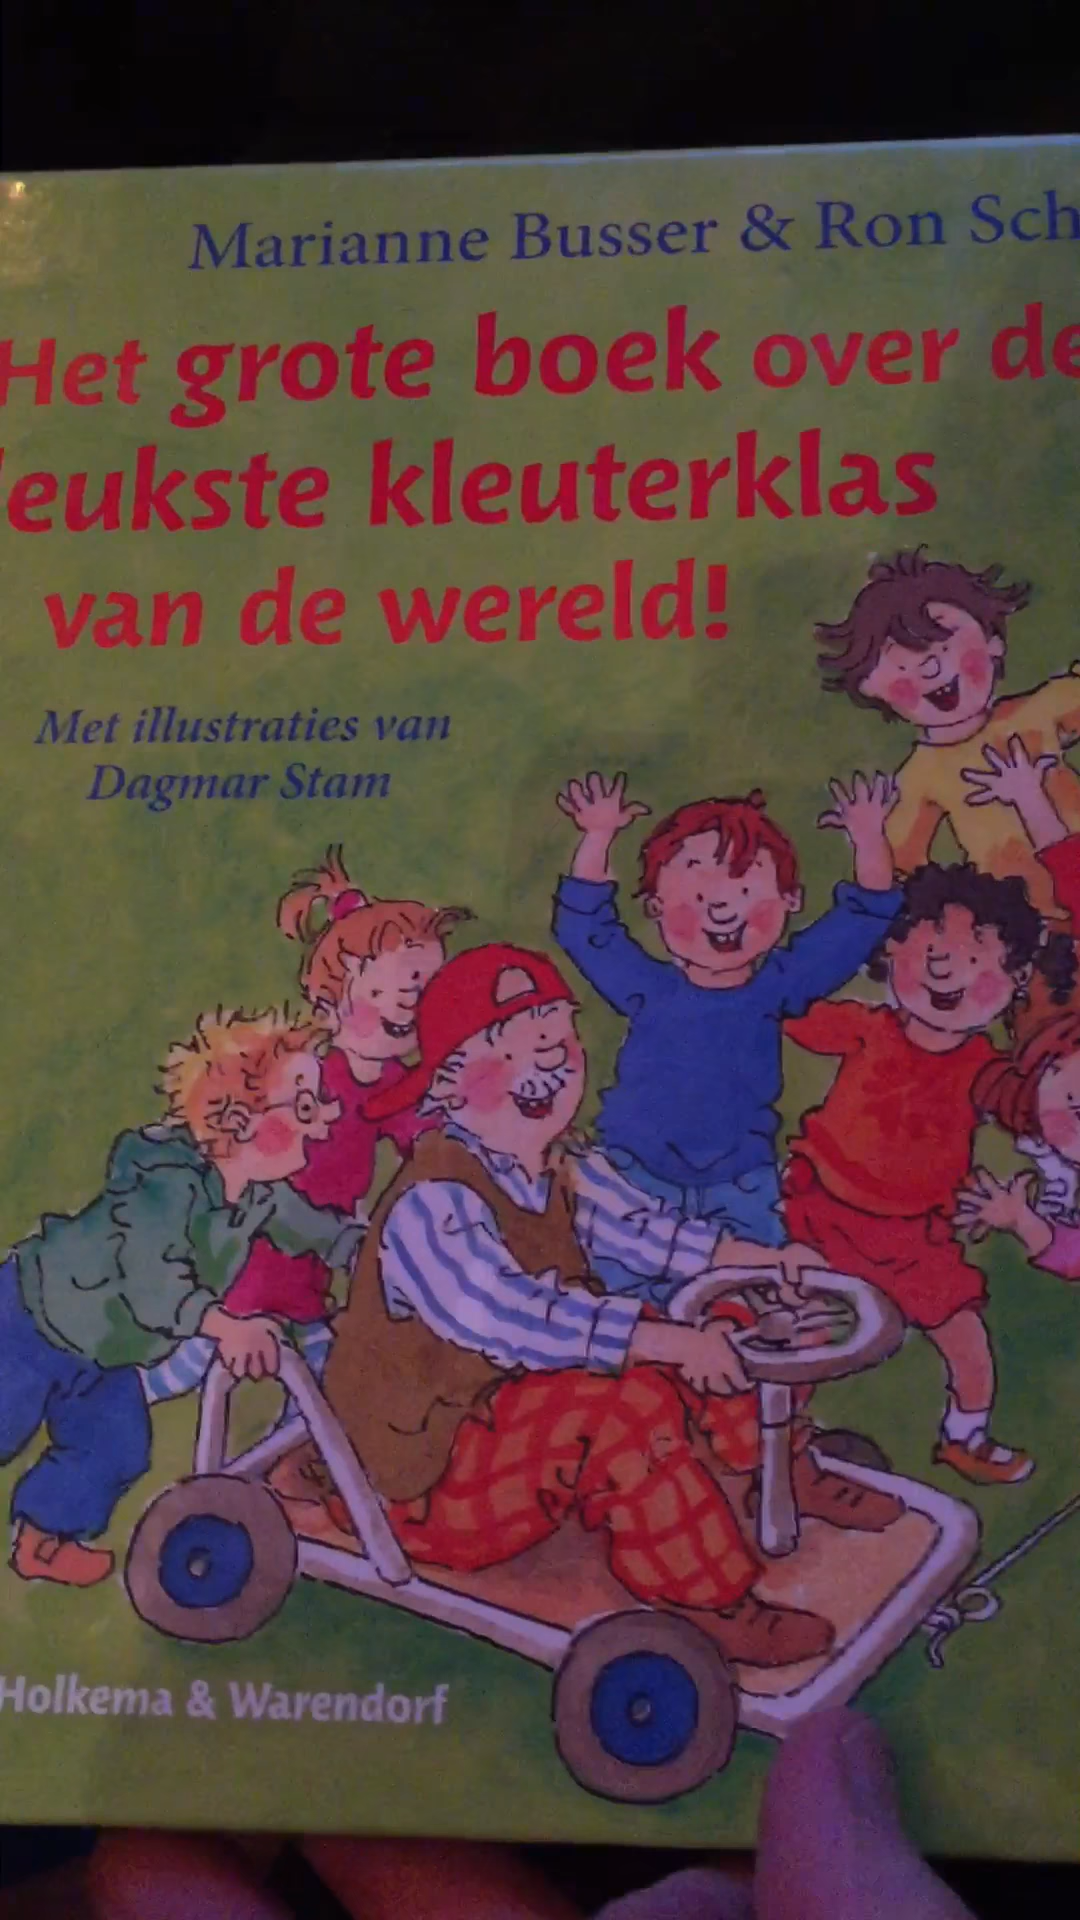 Marianne Busser & Ron Sch
Het grote boek over de
leukste kleuterklas
van de wereld!
Met illustraties van
Dagmar Stam
Holkema & Warendorf